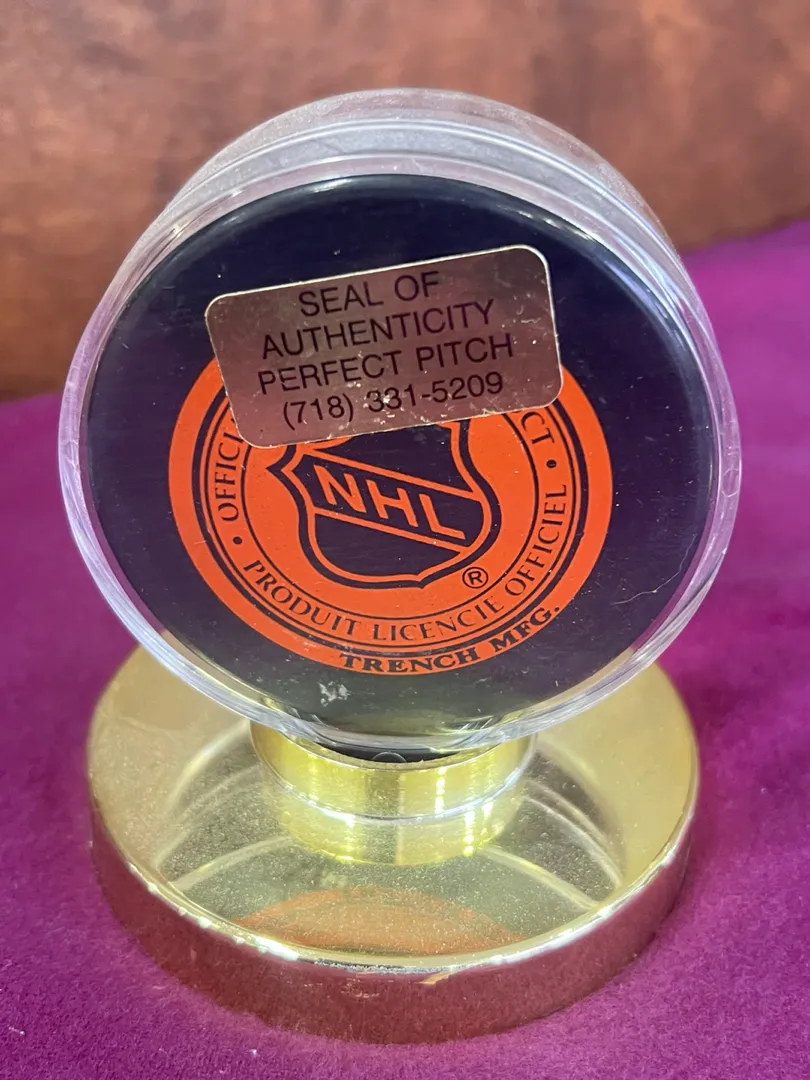 SEAL OF
AUTHENTICITY
PERFECT PITCH
(718) 331-5209
NHL
®
PRODUIT LICENCIE OFFICIEL
TRENCH MFG.